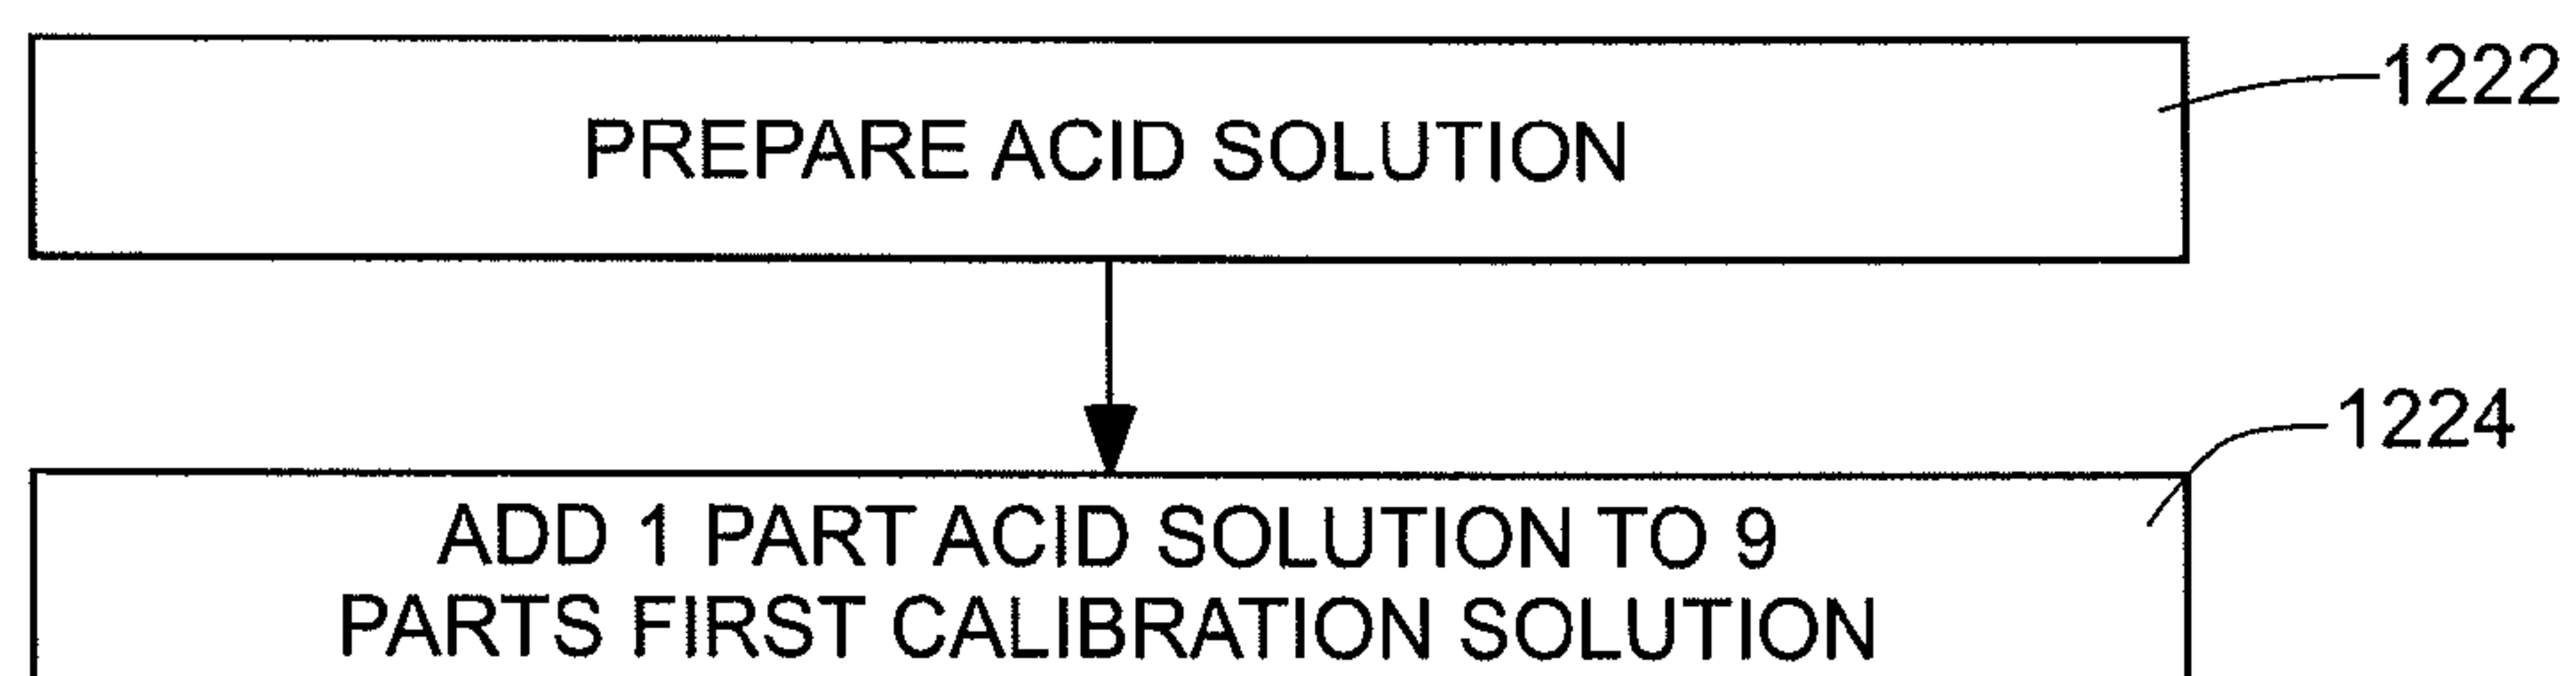 1222
PREPARE ACID SOLUTION
1224
ADD 1 PART ACID SOLUTION TO 9
PARTS FIRST CALIBRATION SOLUTION